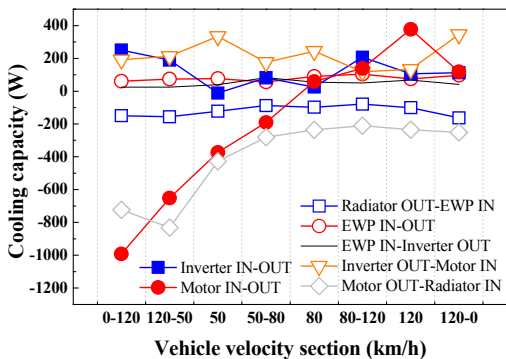 Cooling capacity (W)
400
200
0
-200
-400
-600
-800
-1000
-1200
Radiator OUT-EWP IN
EWP IN-OUT
EWP IN-Inverter OUT
Inverter IN-OUT
Inverter OUT-Motor IN
Motor IN-OUT
Motor OUT-Radiator IN
0-120 120-50 50 50-80 80 80-120 120 120-0
Vehicle velocity section (km/h)